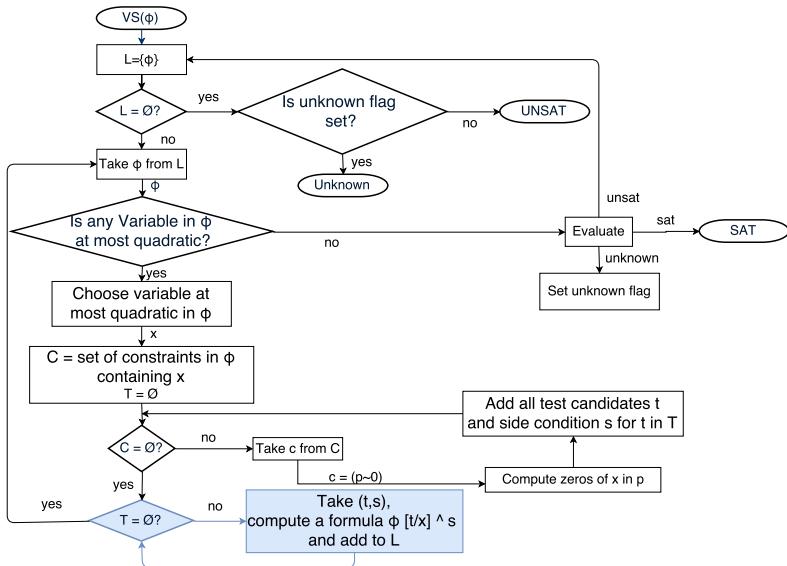 VS(ϕ)
L={ϕ}
L = Ø?
yes
Is unknown flag
set?
no
UNSAT
no
yes
Take ϕ from L
Unknown
ϕ
Is any Variable in ϕ
at most quadratic?
no
unsat
Evaluate
sat
SAT
unknown
yes
Set unknown flag
Choose variable at
most quadratic in ϕ
x
C = set of constraints in ϕ
containing x
T = Ø
Add all test candidates t
and side condition s for t in T
C = Ø?
no
Take c from C
c = (p~0)
Compute zeros of x in p
yes
yes
T = Ø?
no
Take (t,s),
compute a formula ϕ [t/x] ^ s
and add to L